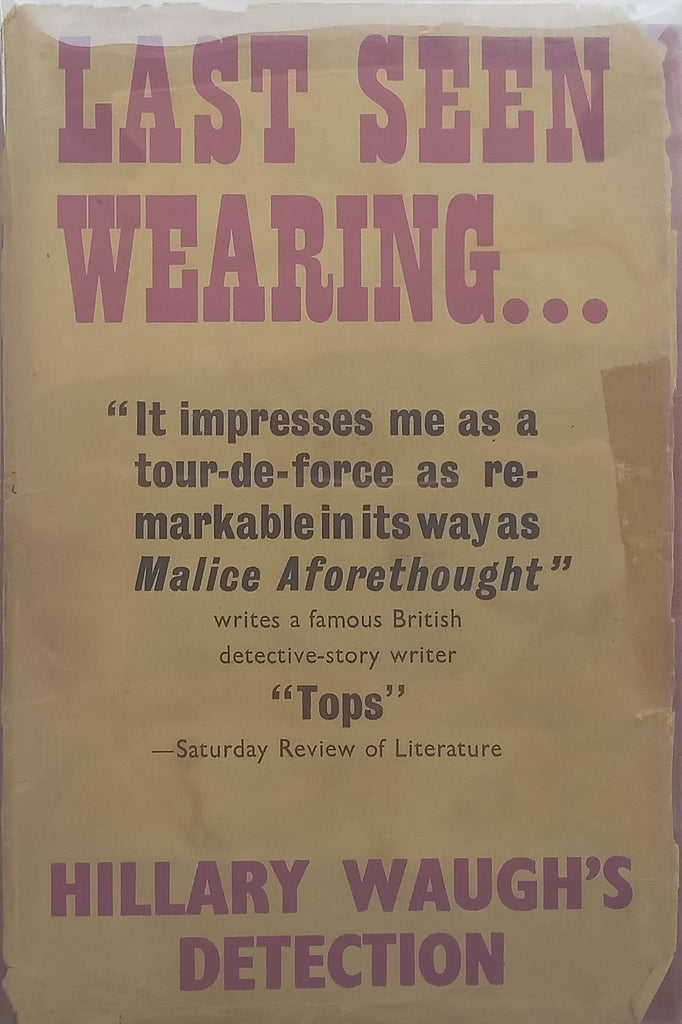 LAST SEEN
WEARING...
“It impresses me as a
tour-de-force as re-
markable in its way as
Malice Aforethought”
writes a famous British
detective-story writer
“Tops”
—Saturday Review of Literature
HILLARY WAUGH'S
DETECTION